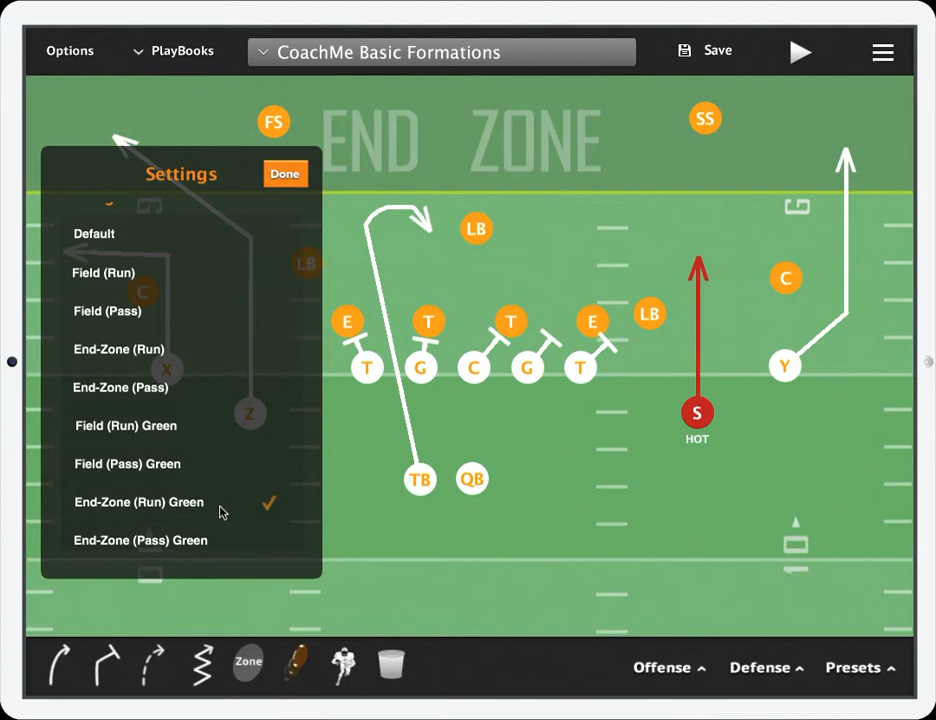 Options
PlayBooks
CoachMe Basic Formations
Save
FS
END ZONE
SS
Settings
Done
G
G
LB
Default
LB
C
C
Field (Run)
Field (Pass)
E
T
T
E
LB
End-Zone (Run)
X
T
G
C
G
T
Y
End-Zone (Pass)
Z
S
Field (Run) Green
HOT
Field (Pass) Green
TB
QB
End-Zone (Run) Green
End-Zone (Pass) Green
10
Zone
Offense
Defense
Presets